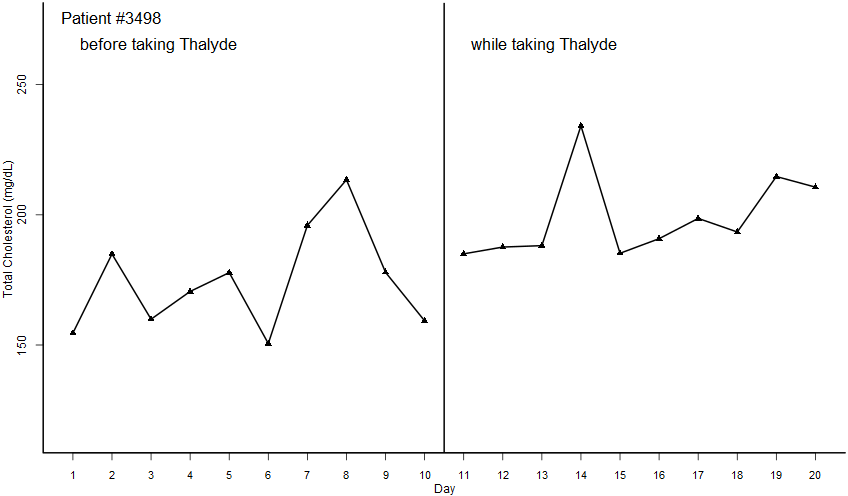 Patient #3498
before taking Thalyde
while taking Thalyde
Total Cholesterol (mg/dL)
250
200
150
1 2 3 4 5 6 7 8 9 10 11 12 13 14 15 16 17 18 19 20
Day